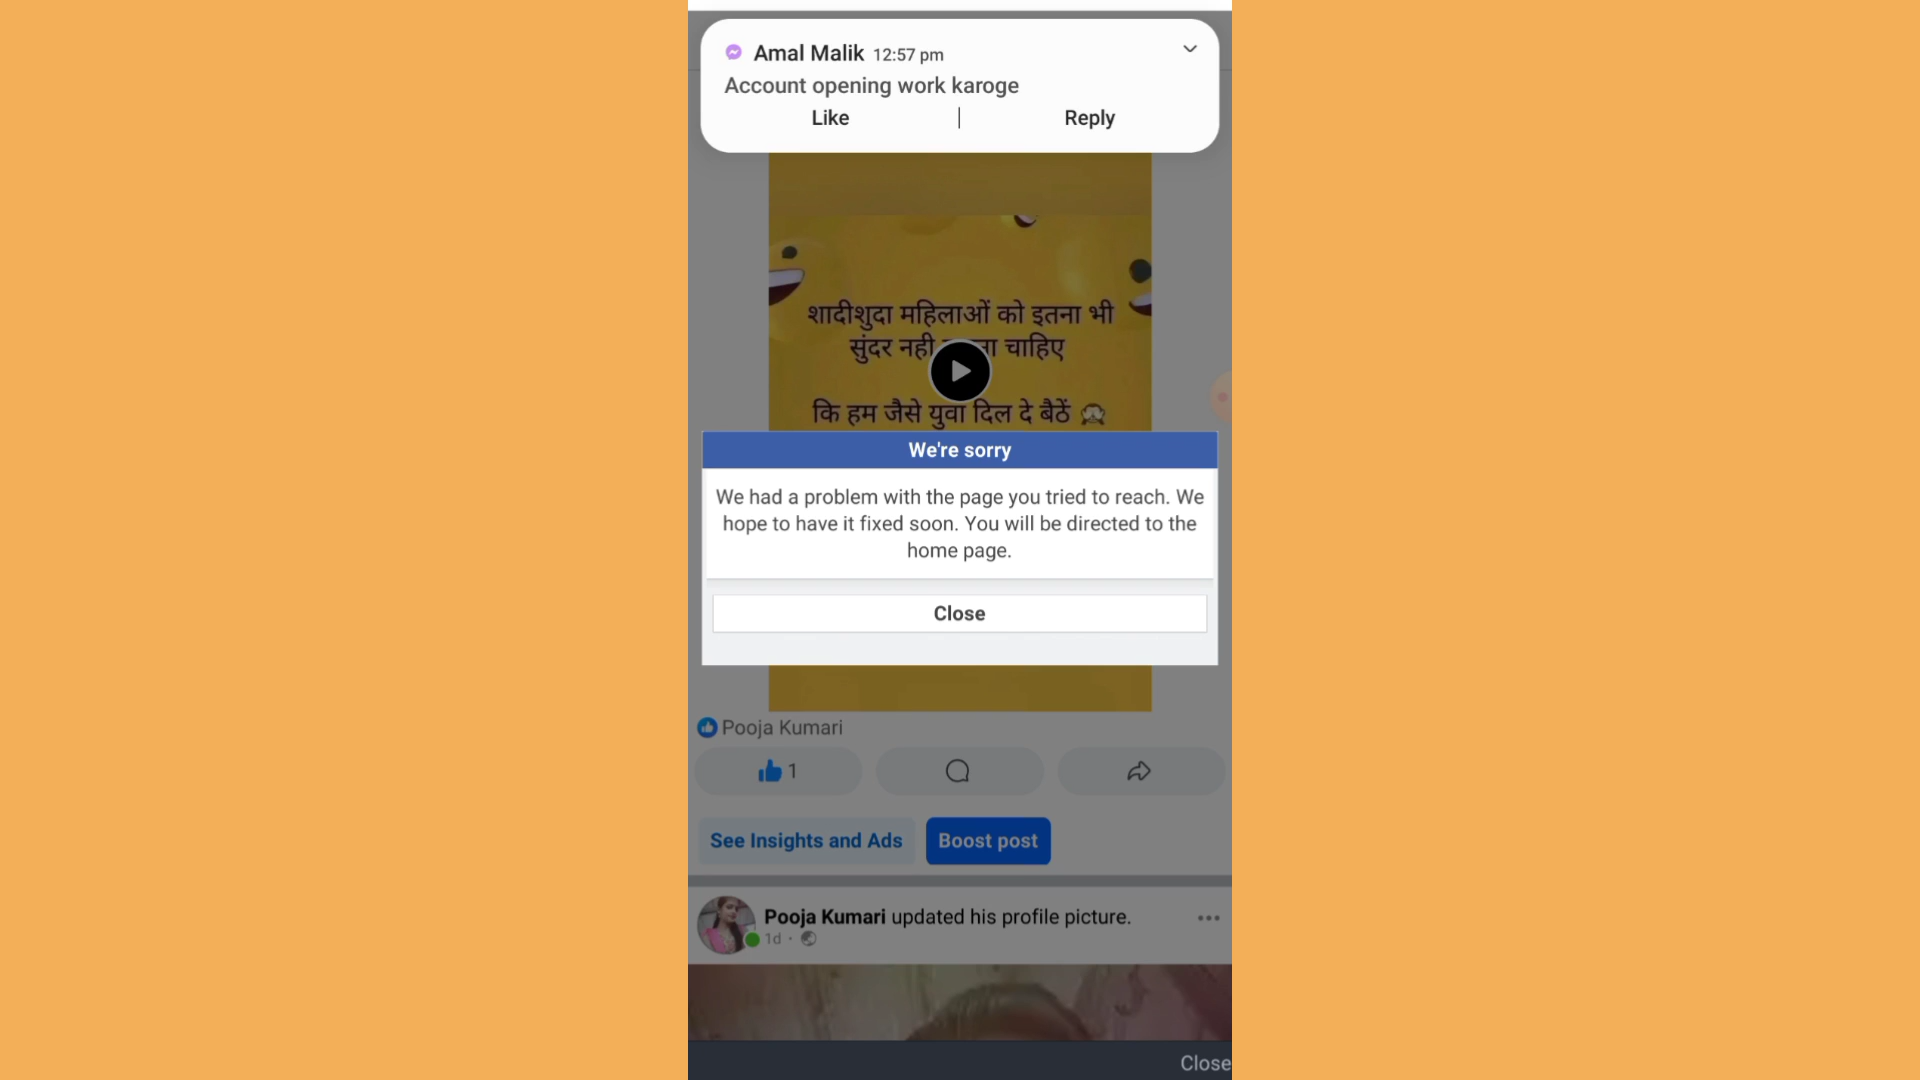 Amal Malik 12:57 pm
Account opening work karoge
Like | Reply
शादीशुदा महिलाओं को इतना भी
सुंदर नही चाहिए
कि हम जैसे युवा दिल दे बैठें 🙈
We're sorry
We had a problem with the page you tried to reach. We
hope to have it fixed soon. You will be directed to the
home page.
Close
Pooja Kumari
1
See Insights and Ads
Boost post
Pooja Kumari updated his profile picture.
1d ·
Close